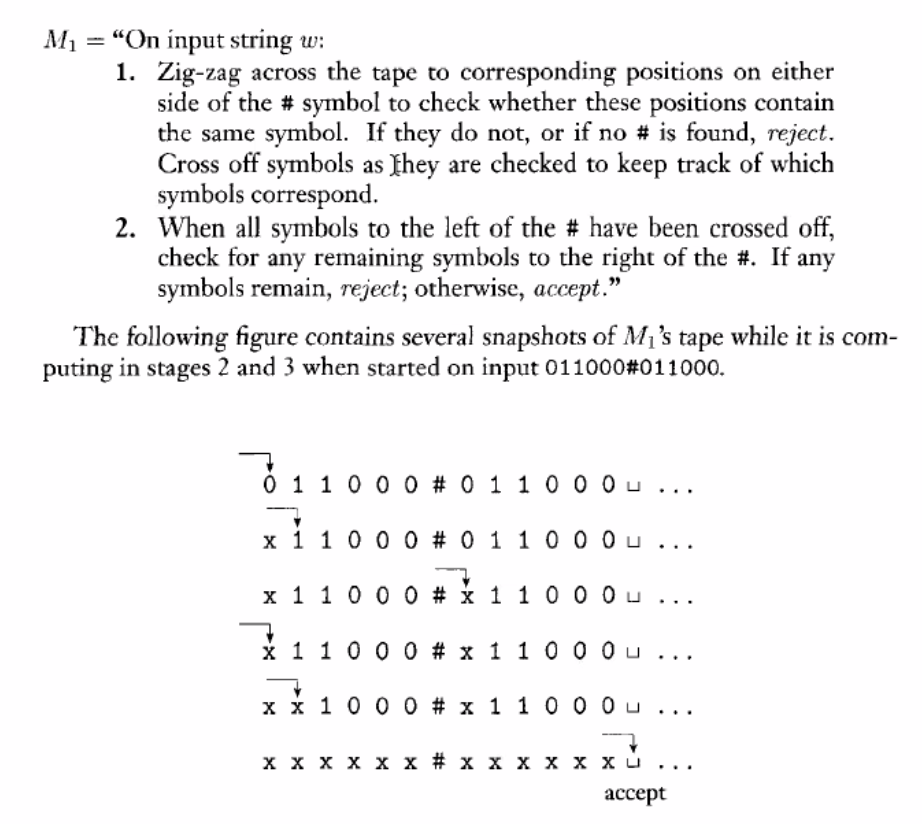 M₁ = “On input string w:
1. Zig-zag across the tape to corresponding positions on either
side of the # symbol to check whether these positions contain
the same symbol. If they do not, or if no # is found, reject.
Cross off symbols as they are checked to keep track of which
symbols correspond.
2. When all symbols to the left of the # have been crossed off,
check for any remaining symbols to the right of the #. If any
symbols remain, reject; otherwise, accept.”
The following figure contains several snapshots of M₁’s tape while it is com-
puting in stages 2 and 3 when started on input 011000#011000.
0 1 1 0 0 0 # 0 1 1 0 0 0 ␣ ...
x 1 1 0 0 0 # 0 1 1 0 0 0 ␣ ...
x 1 1 0 0 0 # x 1 1 0 0 0 ␣ ...
x 1 1 0 0 0 # x 1 1 0 0 0 ␣ ...
x x 1 0 0 0 # x 1 1 0 0 0 ␣ ...
x x x x x x # x x x x x x ␣ ...
accept